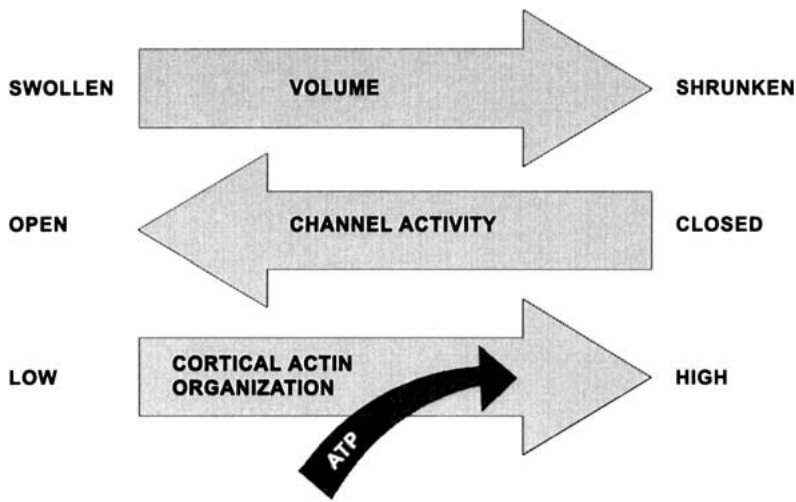 SWOLLEN VOLUME SHRUNKEN
OPEN CHANNEL ACTIVITY CLOSED
LOW CORTICAL ACTIN ORGANIZATION HIGH
ATP